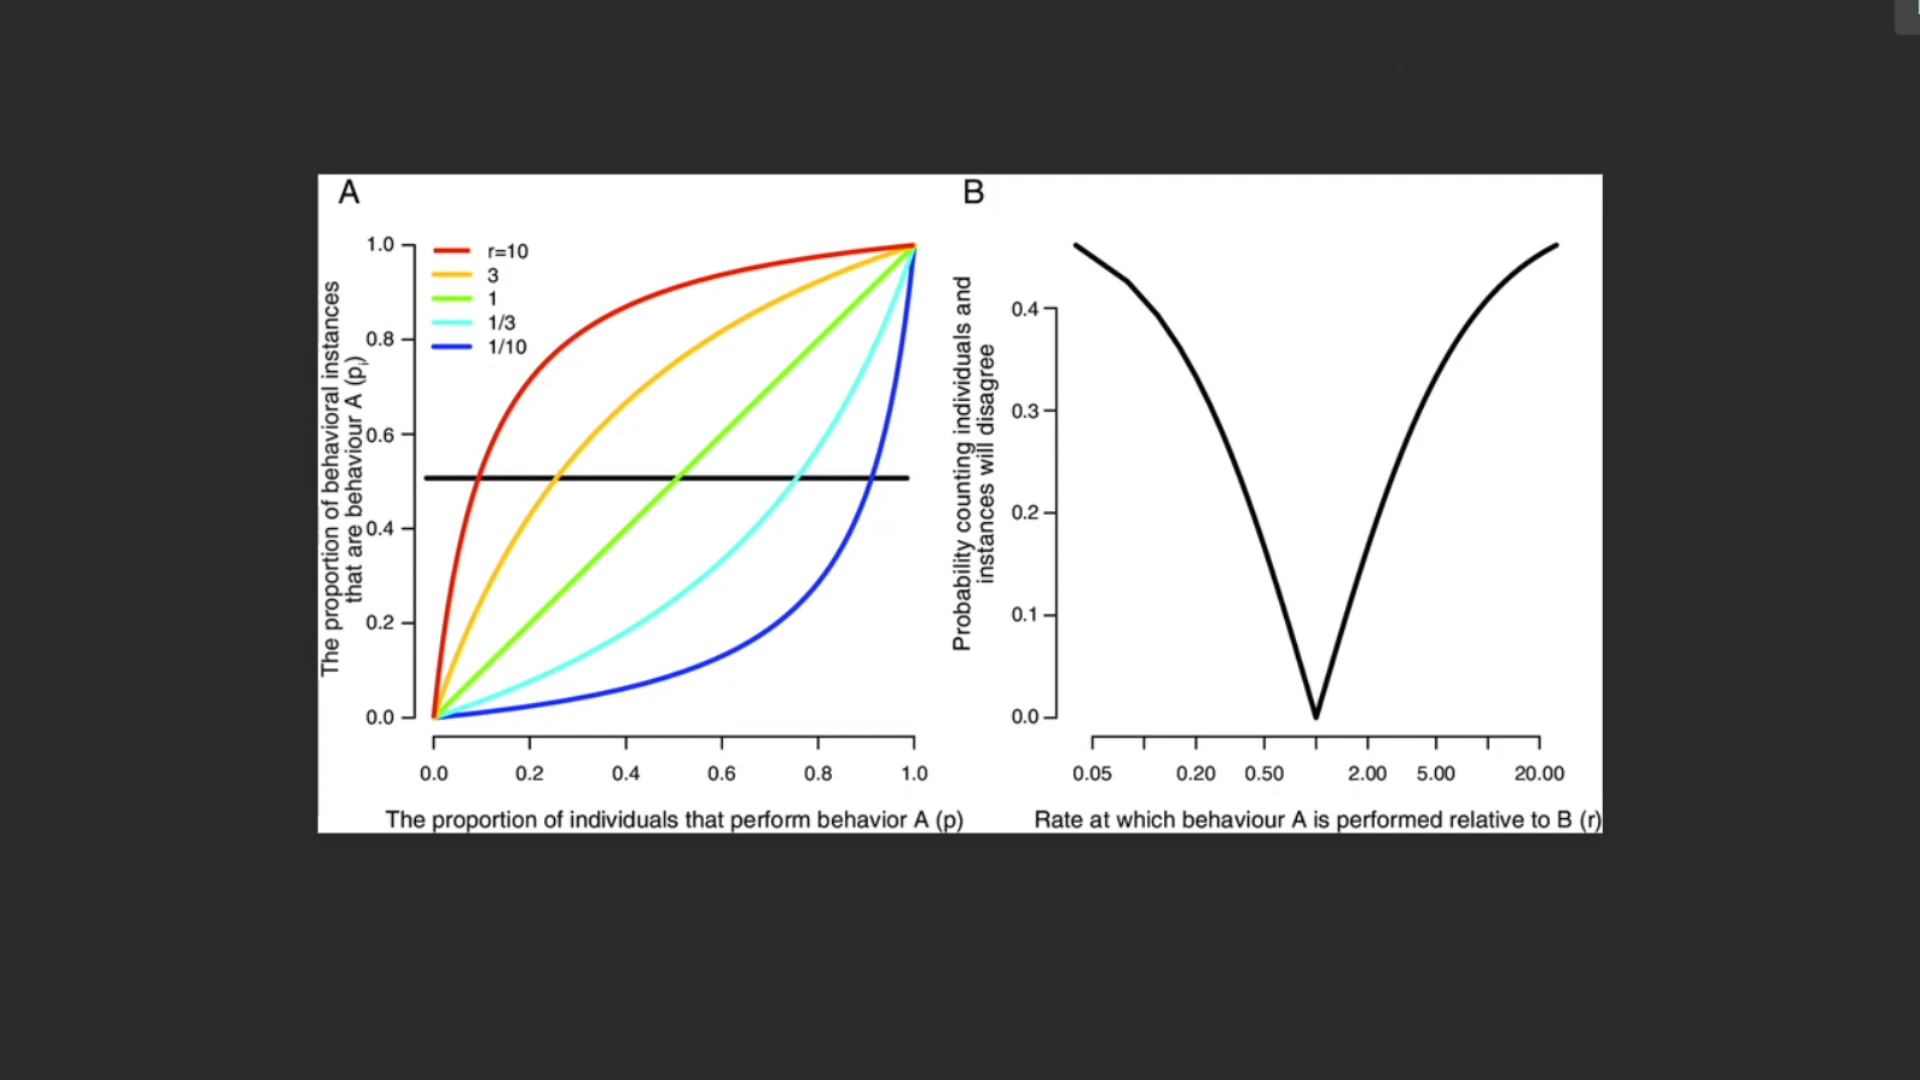 A
The proportion of behavioral instances
that are behaviour A (pi)
1.0
0.8
0.6
0.4
0.2
0.0
r=10
3
1
1/3
1/10
0.0 0.2 0.4 0.6 0.8 1.0
The proportion of individuals that perform behavior A (p)
B
Probability counting individuals and
instances will disagree
0.4
0.3
0.2
0.1
0.0
0.05 0.20 0.50 2.00 5.00 20.00
Rate at which behaviour A is performed relative to B (r)